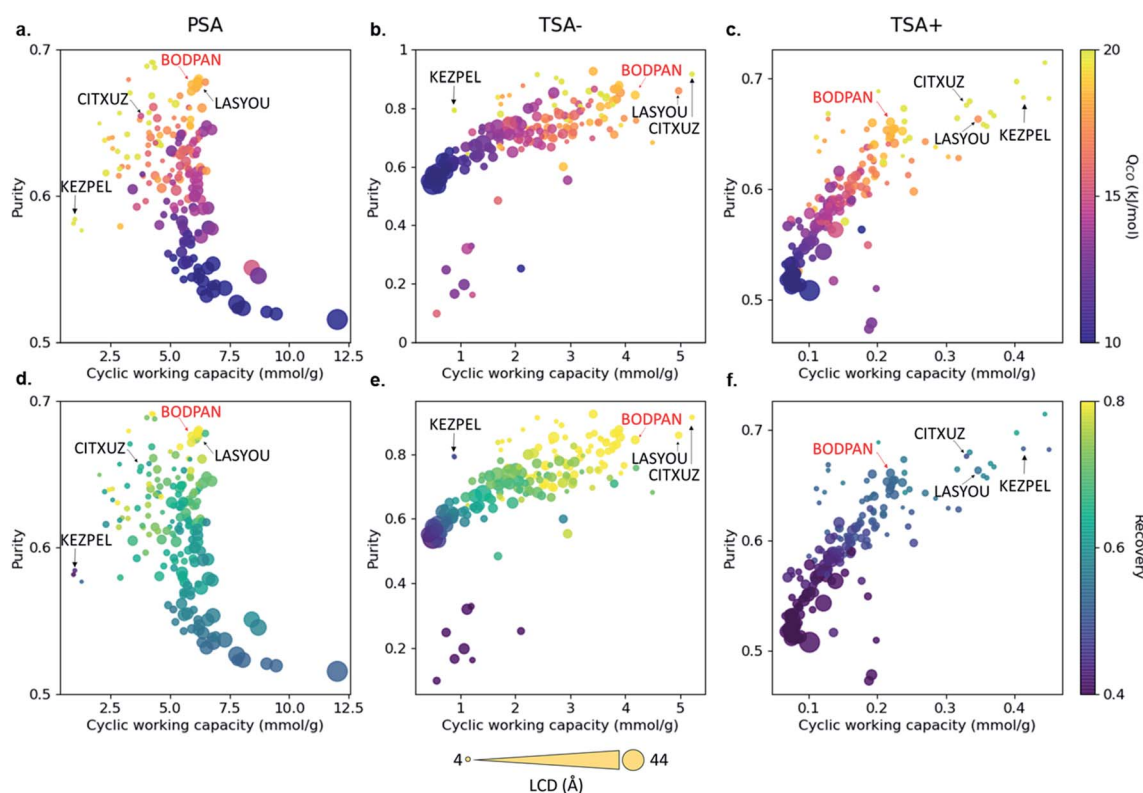 PSA
TSA-
TSA+
a.
0.7
0.6
0.5
Purity
BODPAN
CITXUZ
LASYOU
KEZPEL
2.5 5.0 7.5 10.0 12.5
Cyclic working capacity (mmol/g)
b.
1
0.8
0.6
0.4
0.2
0
Purity
KEZPEL
BODPAN
LASYOU
CITXUZ
1 2 3 4 5
Cyclic working capacity (mmol/g)
c.
0.7
0.6
0.5
Purity
CITXUZ
BODPAN
LASYOU
KEZPEL
0.1 0.2 0.3 0.4
Cyclic working capacity (mmol/g)
20
15
10
Q_CO (kJ/mol)
d.
0.7
0.6
0.5
Purity
BODPAN
CITXUZ
LASYOU
KEZPEL
2.5 5.0 7.5 10.0 12.5
Cyclic working capacity (mmol/g)
e.
0.8
0.6
0.4
0.2
Purity
KEZPEL
BODPAN
LASYOU
CITXUZ
1 2 3 4 5
Cyclic working capacity (mmol/g)
f.
0.7
0.6
0.5
Purity
CITXUZ
BODPAN
LASYOU
KEZPEL
0.1 0.2 0.3 0.4
Cyclic working capacity (mmol/g)
0.8
0.6
0.4
Recovery
4 44
LCD (Å)